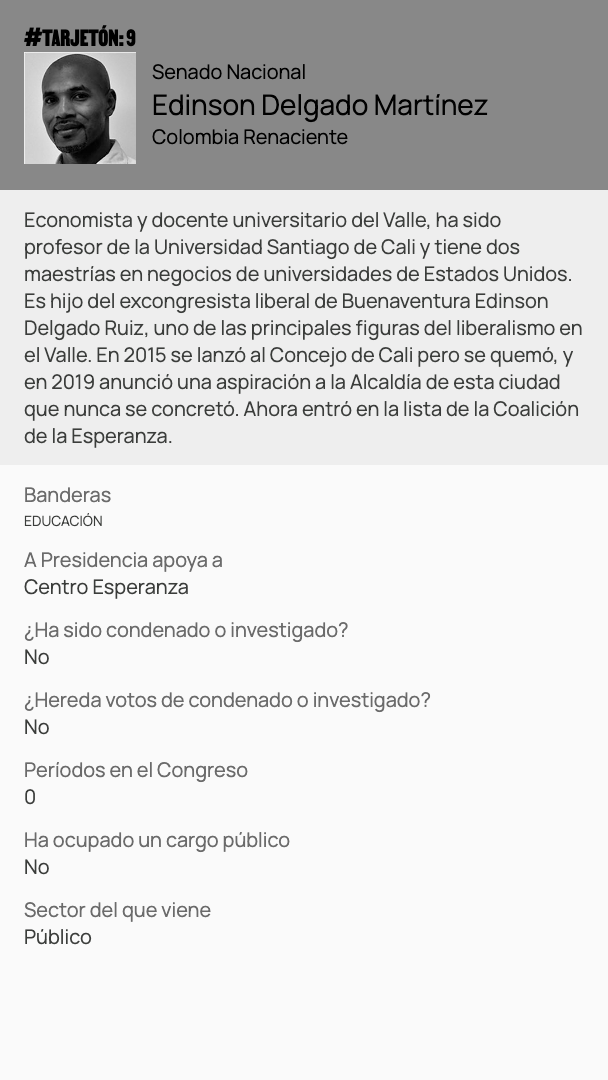 #TARJETÓN: 9
Senado Nacional
Edinson Delgado Martínez
Colombia Renaciente
Economista y docente universitario del Valle, ha sido
profesor de la Universidad Santiago de Cali y tiene dos
maestrías en negocios de universidades de Estados Unidos.
Es hijo del excongresista liberal de Buenaventura Edinson
Delgado Ruiz, uno de las principales figuras del liberalismo en
el Valle. En 2015 se lanzó al Concejo de Cali pero se quemó, y
en 2019 anunció una aspiración a la Alcaldía de esta ciudad
que nunca se concretó. Ahora entró en la lista de la Coalición
de la Esperanza.
Banderas
EDUCACIÓN
A Presidencia apoya a
Centro Esperanza
¿Ha sido condenado o investigado?
No
¿Hereda votos de condenado o investigado?
No
Períodos en el Congreso
0
Ha ocupado un cargo público
No
Sector del que viene
Público